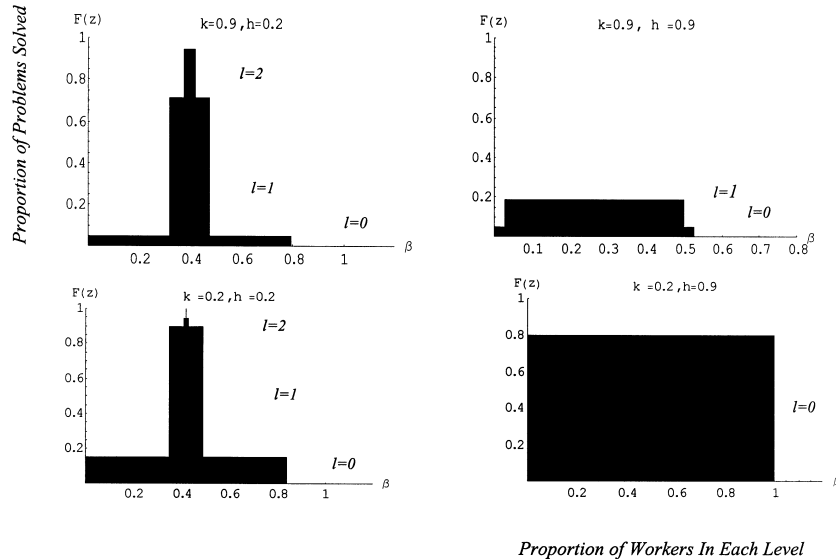 Proportion of Problems Solved
F(z)
k=0.9,h=0.2
1
0.8
0.6
0.4
0.2
l=2
l=1
l=0
0.2 0.4 0.6 0.8 1 β
F(z)
k=0.9, h =0.9
1
0.8
0.6
0.4
0.2
l=1
l=0
0.1 0.2 0.3 0.4 0.5 0.6 0.7 0.8 β
F(z)
k =0.2,h =0.2
1
0.8
0.6
0.4
0.2
l=2
l=1
l=0
0.2 0.4 0.6 0.8 1 β
F(z)
k =0.2,h=0.9
1
0.8
0.6
0.4
0.2
l=0
0.2 0.4 0.6 0.8 1
Proportion of Workers In Each Level